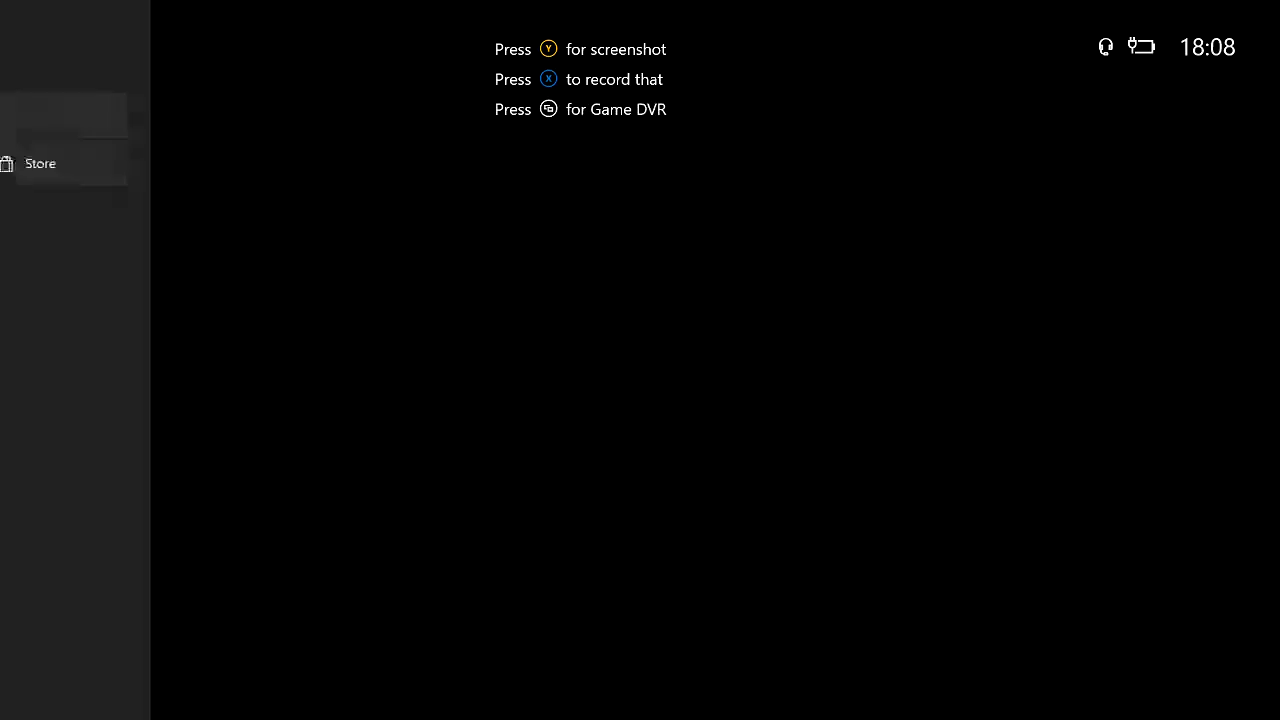 Press Y for screenshot
Press X to record that
Press for Game DVR
18:08
Store